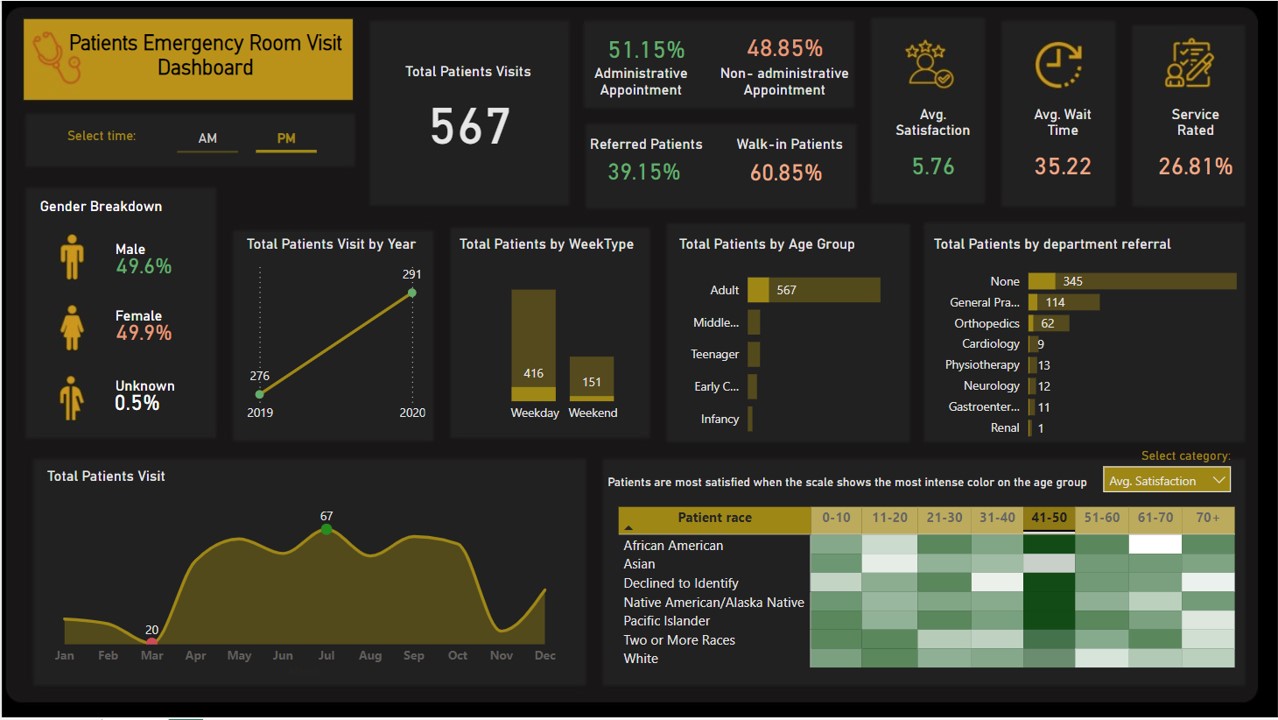 Patients Emergency Room Visit
Dashboard
Select time:
AM
PM
Total Patients Visits
567
51.15%
Administrative
Appointment
48.85%
Non- administrative
Appointment
Referred Patients
39.15%
Walk-in Patients
60.85%
Avg.
Satisfaction
5.76
Avg. Wait
Time
35.22
Service
Rated
26.81%
Gender Breakdown
Male
49.6%
Female
49.9%
Unknown
0.5%
Total Patients Visit by Year
291
276
2019
2020
Total Patients by WeekType
416
151
Weekday
Weekend
Total Patients by Age Group
Adult
567
Middle...
Teenager
Early C...
Infancy
Total Patients by department referral
None
345
General Pra...
114
Orthopedics
62
Cardiology
9
Physiotherapy
13
Neurology
12
Gastroenter...
11
Renal
1
Total Patients Visit
67
20
Jan Feb Mar Apr May Jun Jul Aug Sep Oct Nov Dec
Select category:
Patients are most satisfied when the scale shows the most intense color on the age group
Avg. Satisfaction
Patient race 0-10 11-20 21-30 31-40 41-50 51-60 61-70 70+
African American
Asian
Declined to Identify
Native American/Alaska Native
Pacific Islander
Two or More Races
White